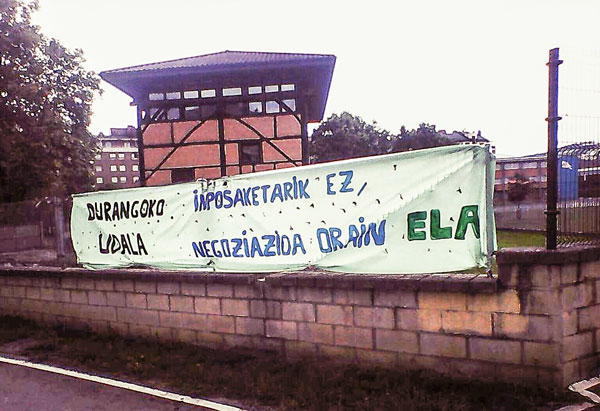 DURANGOKO
UDALA
INPOSAKETARIK EZ,
NEGOZIAZIOA ORAIN
ELA